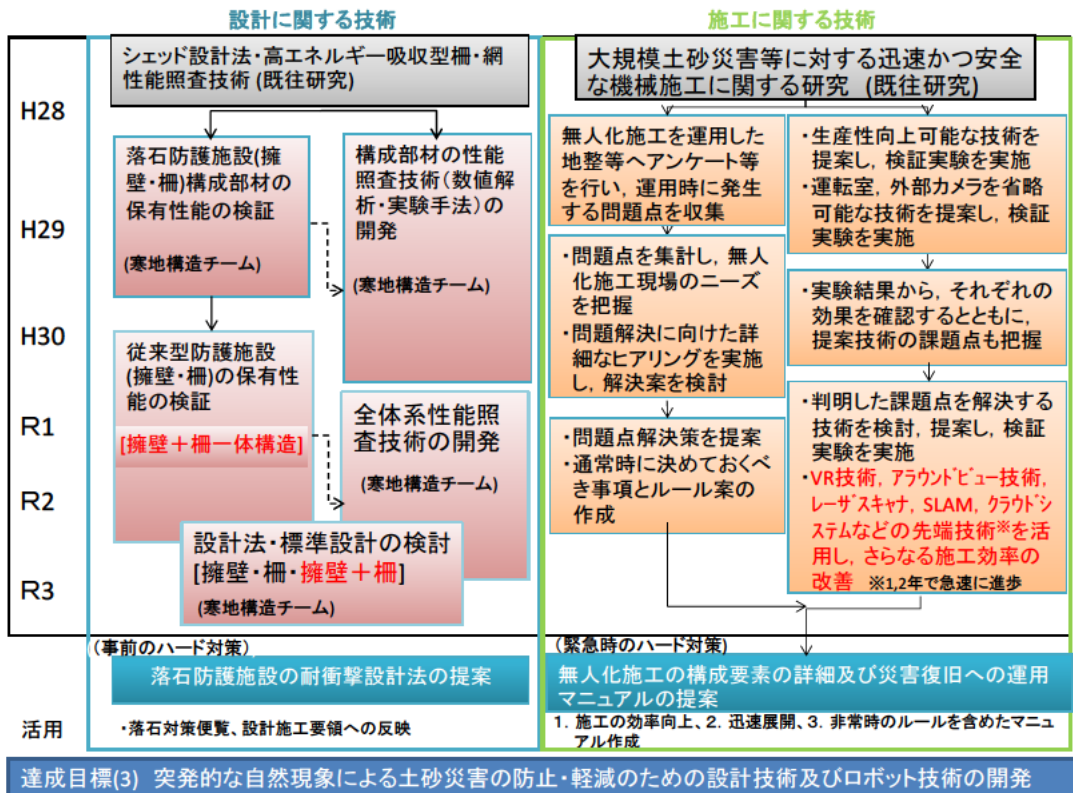 設計に関する技術
施工に関する技術
H28
H29
H30
R1
R2
R3
活用
シェッド設計法・高エネルギー吸収型柵・網
性能照査技術 (既往研究)
落石防護施設(擁
壁・柵)構成部材の
保有性能の検証
(寒地構造チーム)
構成部材の性能
照査技術(数値解
析・実験手法)の
開発
(寒地構造チーム)
従来型防護施設
(擁壁・柵)の保有性
能の検証
[擁壁＋柵一体構造]
全体系性能照
査技術の開発
(寒地構造チーム)
設計法・標準設計の検討
[擁壁・柵・擁壁＋柵]
(寒地構造チーム)
(事前のハード対策)
落石防護施設の耐衝撃設計法の提案
・落石対策便覧、設計施工要領への反映
大規模土砂災害等に対する迅速かつ安全
な機械施工に関する研究 (既往研究)
無人化施工を運用した
地整等へアンケート等
を行い，運用時に発生
する問題点を収集
・問題点を集計し，無人
化施工現場のニーズ
を把握
・問題解決に向けた詳
細なヒアリングを実施
し，解決案を検討
・問題点解決策を提案
・通常時に決めておくべ
き事項とルール案の
作成
・生産性向上可能な技術を
提案し，検証実験を実施
・運転室，外部カメラを省略
可能な技術を提案し，検証
実験を実施
・実験結果から，それぞれの
効果を確認するとともに，
提案技術の課題点も把握
・判明した課題点を解決する
技術を検討，提案し，検証
実験を実施
・VR技術，ｱﾗｳﾝﾄﾞﾋﾞｭｰ技術，
ﾚｰｻﾞｽｷｬﾅ，SLAM，ｸﾗｳﾄﾞｼ
ｽﾃﾑなどの先端技術※を活
用し，さらなる施工効率の
改善 ※1,2年で急速に進歩
(緊急時のハード対策)
無人化施工の構成要素の詳細及び災害復旧への運用
マニュアルの提案
1．施工の効率向上、2．迅速展開、3．非常時のルールを含めたマニュ
アル作成
達成目標(3) 突発的な自然現象による土砂災害の防止・軽減のための設計技術及びロボット技術の開発